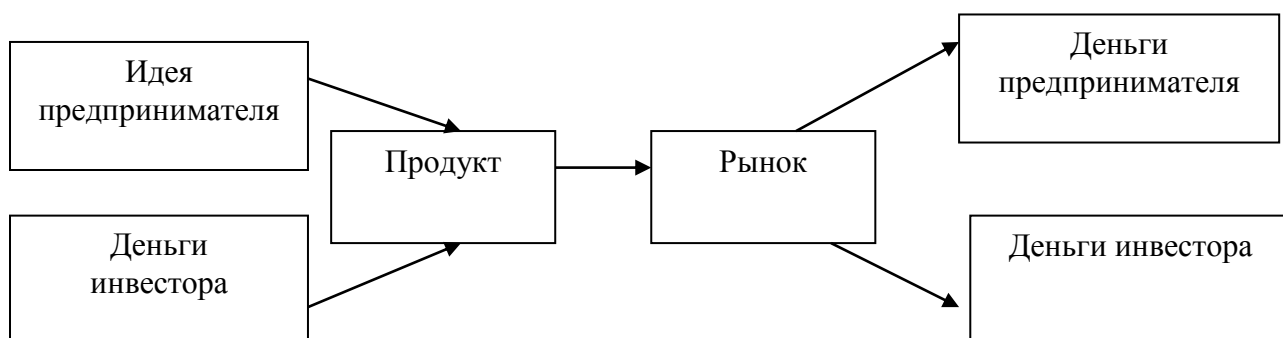 Идея
предпринимателя
Деньги
инвестора
Продукт
Рынок
Деньги
предпринимателя
Деньги инвестора